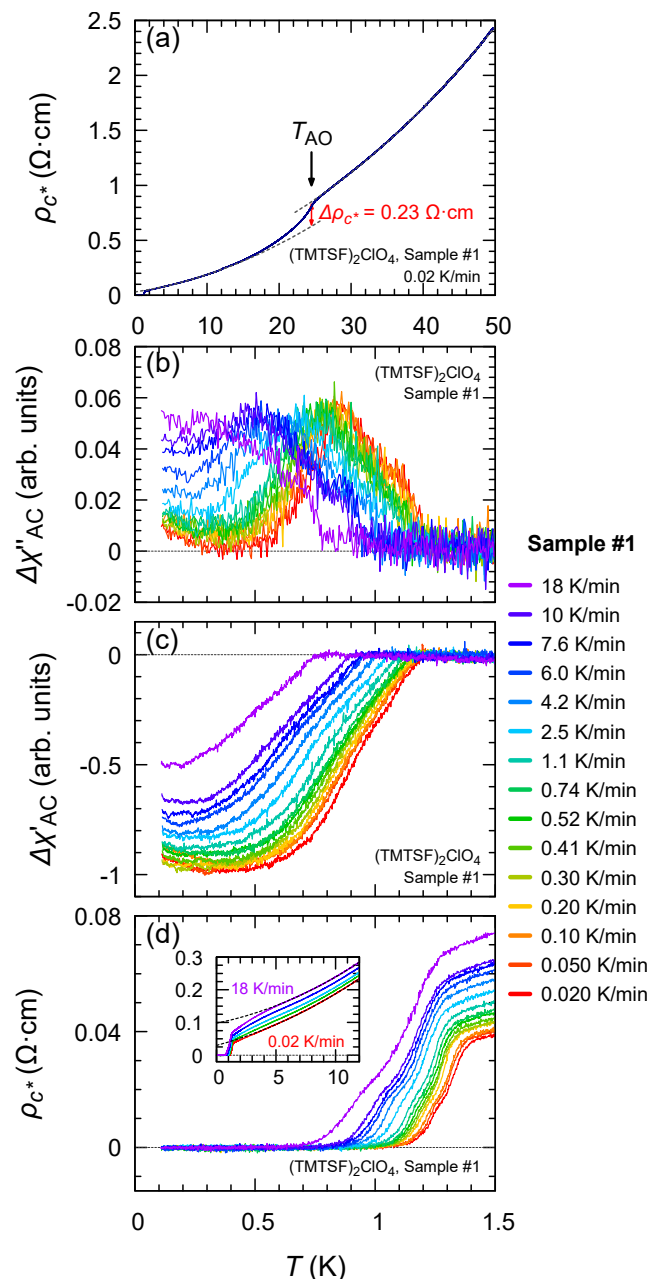 (a)
2.5
2
1.5
1
0.5
0
ρc* (Ω·cm)
TAO
Δρc* = 0.23 Ω·cm
(TMTSF)2ClO4, Sample #1
0.02 K/min
0 10 20 30 40 50
(b)
0.08
0.06
0.04
0.02
0
-0.02
Δχ''AC (arb. units)
(TMTSF)2ClO4
Sample #1
(c)
0
-0.5
-1
Δχ'AC (arb. units)
(TMTSF)2ClO4
Sample #1
(d)
0.08
0.04
0
ρc* (Ω·cm)
0.3
0.2
0.1
0
18 K/min
0.02 K/min
0 5 10
(TMTSF)2ClO4, Sample #1
0 0.5 1 1.5
T (K)
Sample #1
18 K/min
10 K/min
7.6 K/min
6.0 K/min
4.2 K/min
2.5 K/min
1.1 K/min
0.74 K/min
0.52 K/min
0.41 K/min
0.30 K/min
0.20 K/min
0.10 K/min
0.050 K/min
0.020 K/min